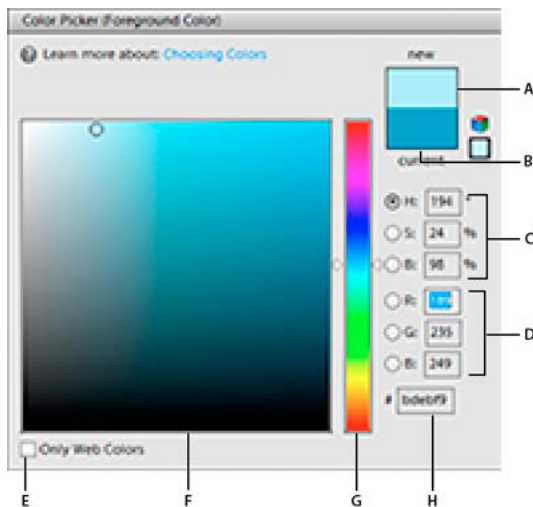 Color Picker (Foreground Color)
Learn more about: Choosing Colors
new
A
B
current
H: 194 °
S: 24 %
B: 98 %
C
R: 189
G: 235
B: 249
D
# bdebf9
Only Web Colors
E
F
G
H